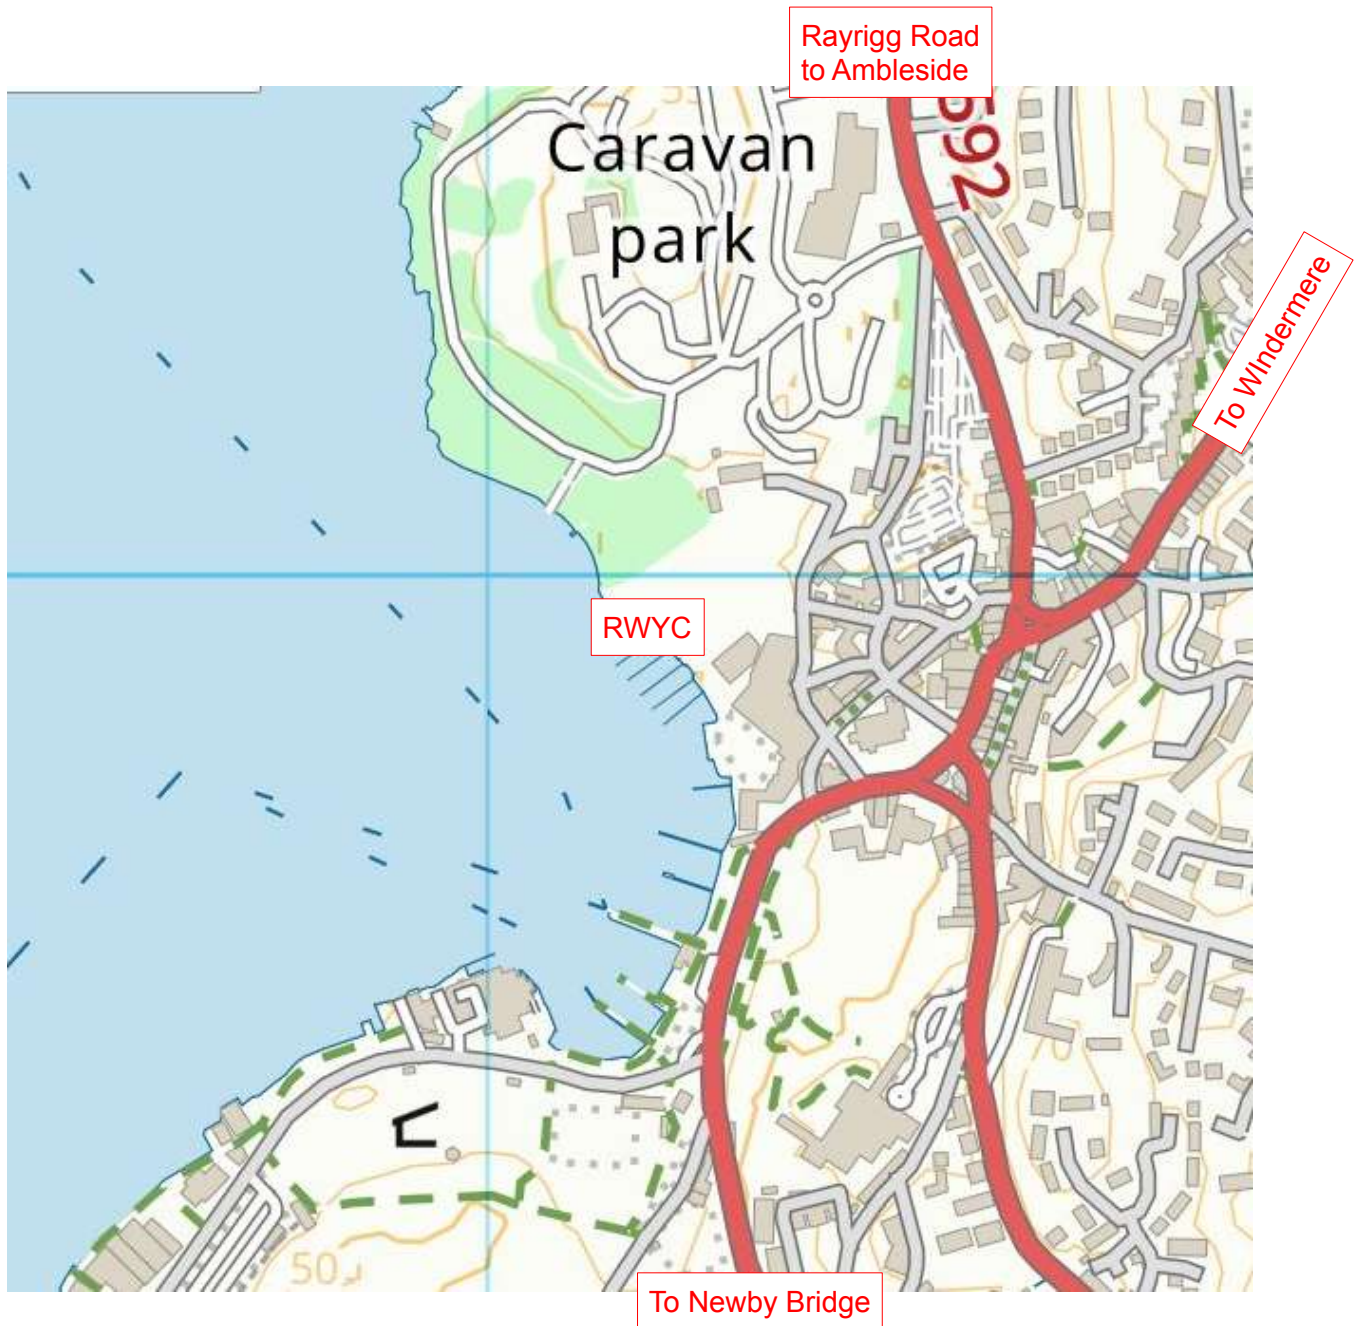 Rayrigg Road
to Ambleside
592
Caravan
park
To WIndermere
RWYC
50
To Newby Bridge